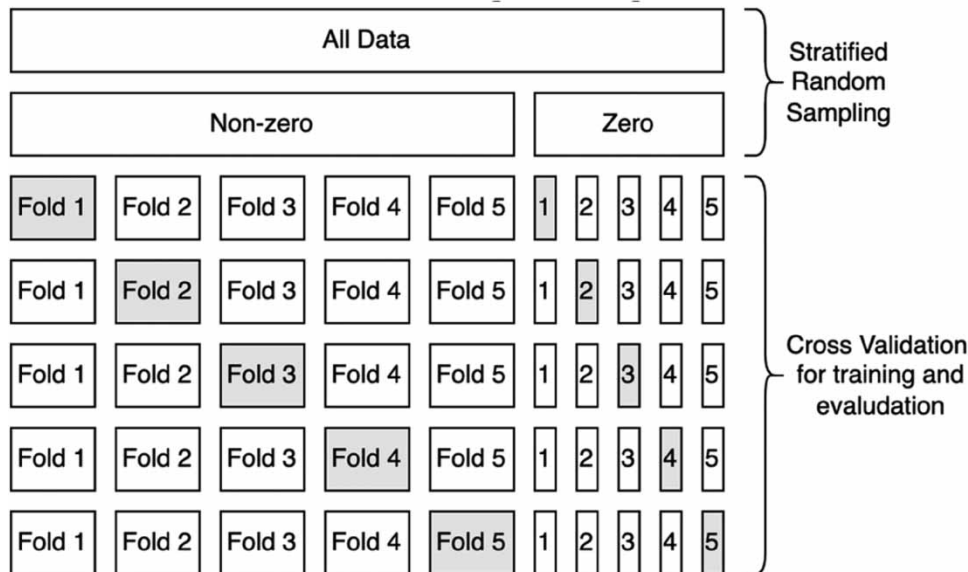 All Data
Stratified
Random
Sampling
Non-zero
Zero
Fold 1 Fold 2 Fold 3 Fold 4 Fold 5 1 2 3 4 5
Fold 1 Fold 2 Fold 3 Fold 4 Fold 5 1 2 3 4 5
Fold 1 Fold 2 Fold 3 Fold 4 Fold 5 1 2 3 4 5
Cross Validation
for training and
evaludation
Fold 1 Fold 2 Fold 3 Fold 4 Fold 5 1 2 3 4 5
Fold 1 Fold 2 Fold 3 Fold 4 Fold 5 1 2 3 4 5